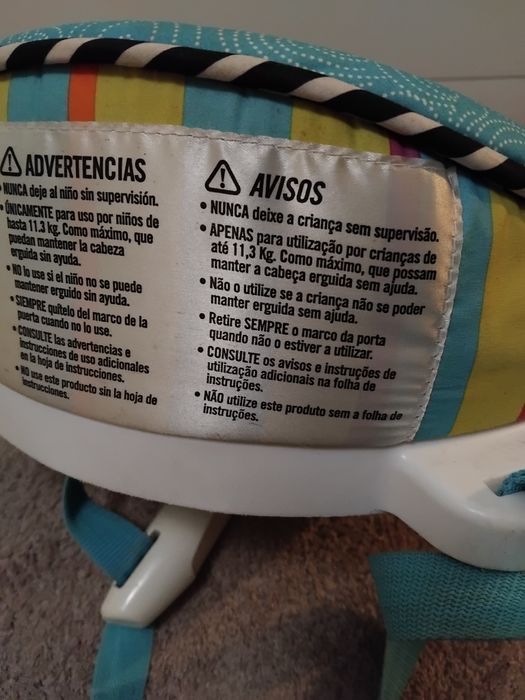 ⚠ ADVERTENCIAS
• NUNCA deje al niño sin supervisión.
• ÚNICAMENTE para uso por niños de
hasta 11.3 kg. Como máximo, que
puedan mantener la cabeza
erguida sin ayuda.
• NO lo use si el niño no se puede
mantener erguido sin ayuda.
• SIEMPRE quítelo del marco de la
puerta cuando no lo use.
• CONSULTE las advertencias e
instrucciones de uso adicionales
en la hoja de instrucciones.
• NO use este producto sin la hoja de
instrucciones.
⚠ AVISOS
• NUNCA deixe a criança sem supervisão.
• APENAS para utilização por crianças de
até 11,3 Kg. Como máximo, que possam
manter a cabeça erguida sem ajuda.
• Não o utilize se a criança não se poder
manter erguida sem ajuda.
• Retire SEMPRE o marco da porta
quando não o estiver a utilizar.
• CONSULTE os avisos e instruções de
utilização adicionais na folha de
instruções.
• NÃO utilize este produto sem a folha de
instruções.